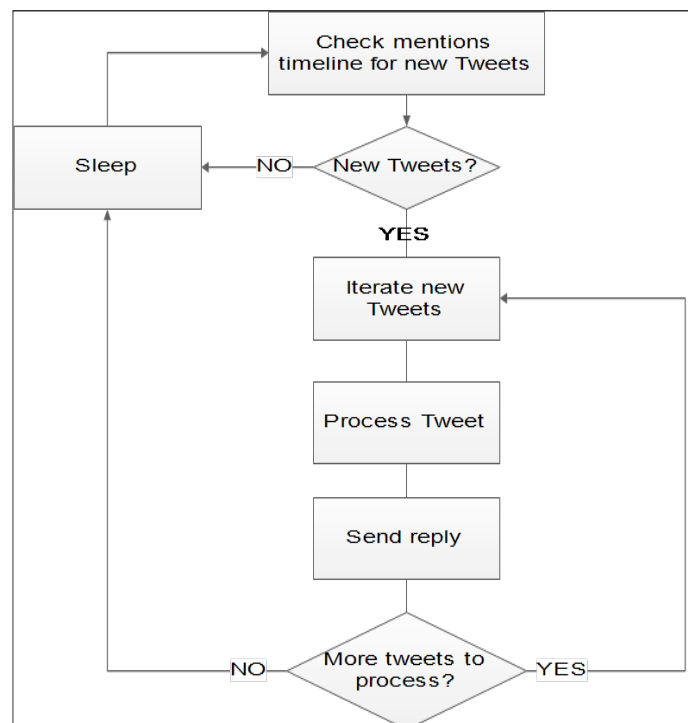 Check mentions
timeline for new Tweets
Sleep
NO
New Tweets?
YES
Iterate new
Tweets
Process Tweet
Send reply
NO
More tweets to
process?
YES